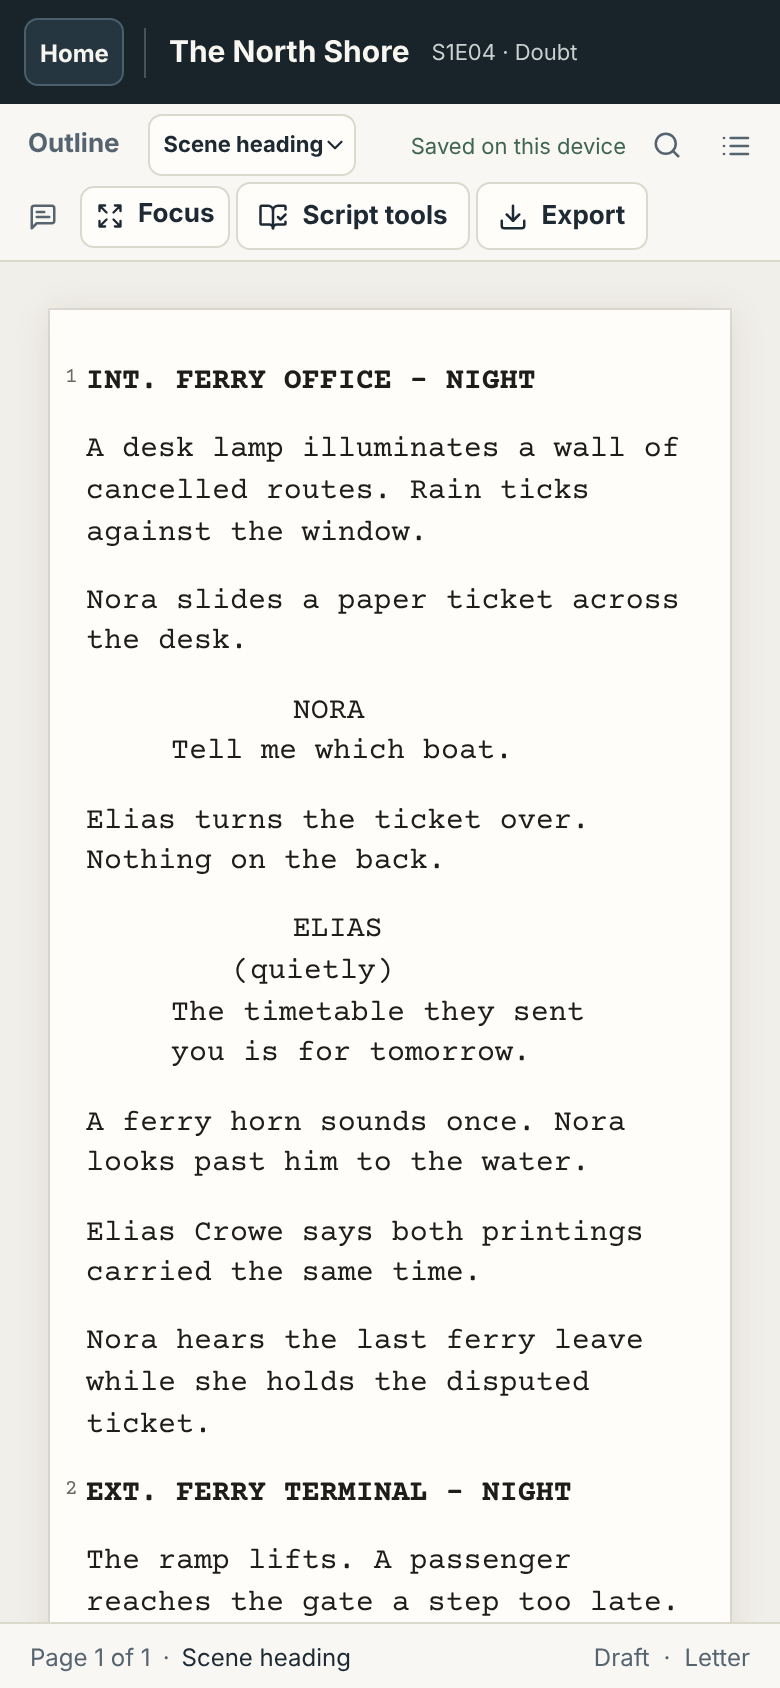 Home
The North Shore
S1E04 · Doubt
Outline
Scene heading
Saved on this device
Focus
Script tools
Export
1 INT. FERRY OFFICE - NIGHT
A desk lamp illuminates a wall of
cancelled routes. Rain ticks
against the window.
Nora slides a paper ticket across
the desk.
NORA
Tell me which boat.
Elias turns the ticket over.
Nothing on the back.
ELIAS
(quietly)
The timetable they sent
you is for tomorrow.
A ferry horn sounds once. Nora
looks past him to the water.
Elias Crowe says both printings
carried the same time.
Nora hears the last ferry leave
while she holds the disputed
ticket.
2 EXT. FERRY TERMINAL - NIGHT
The ramp lifts. A passenger
reaches the gate a step too late.
Page 1 of 1 · Scene heading
Draft · Letter